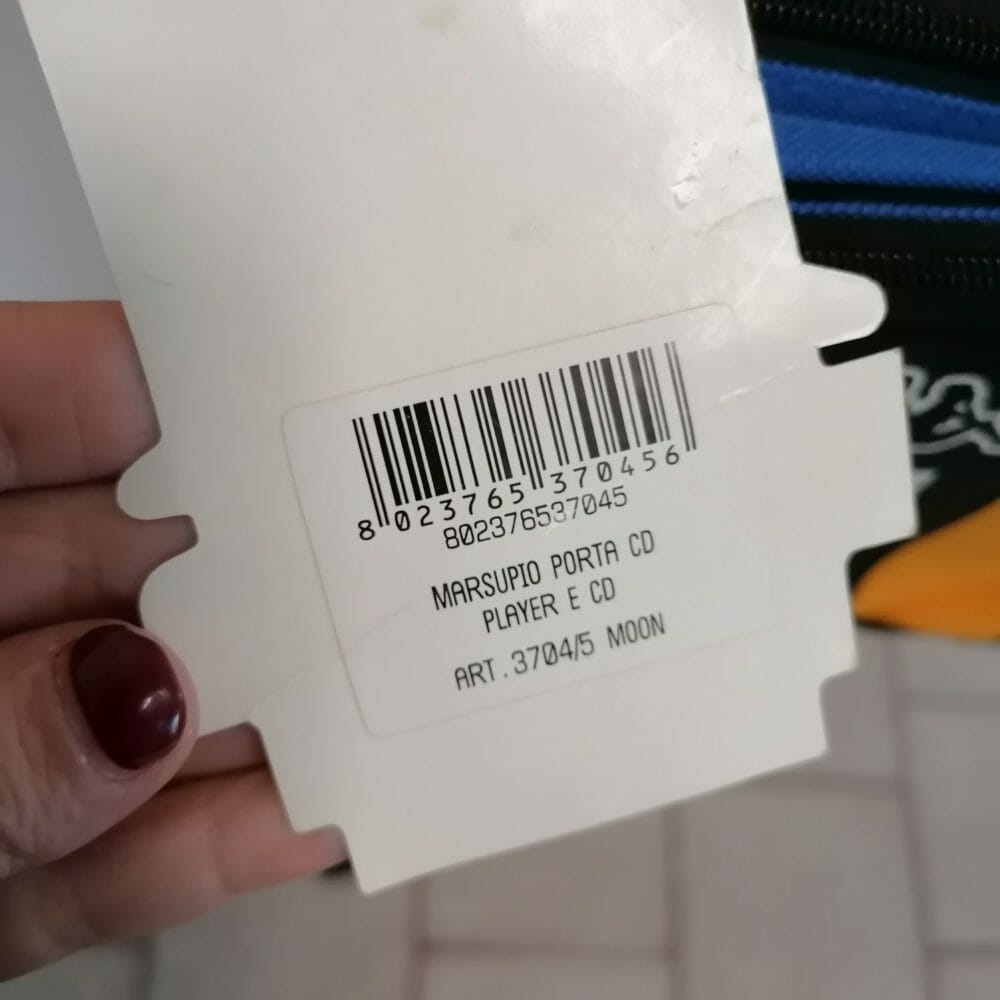 8 023765 370456
802376537045
MARSUPIO PORTA CD
PLAYER E CD
ART.3704/5 MOON